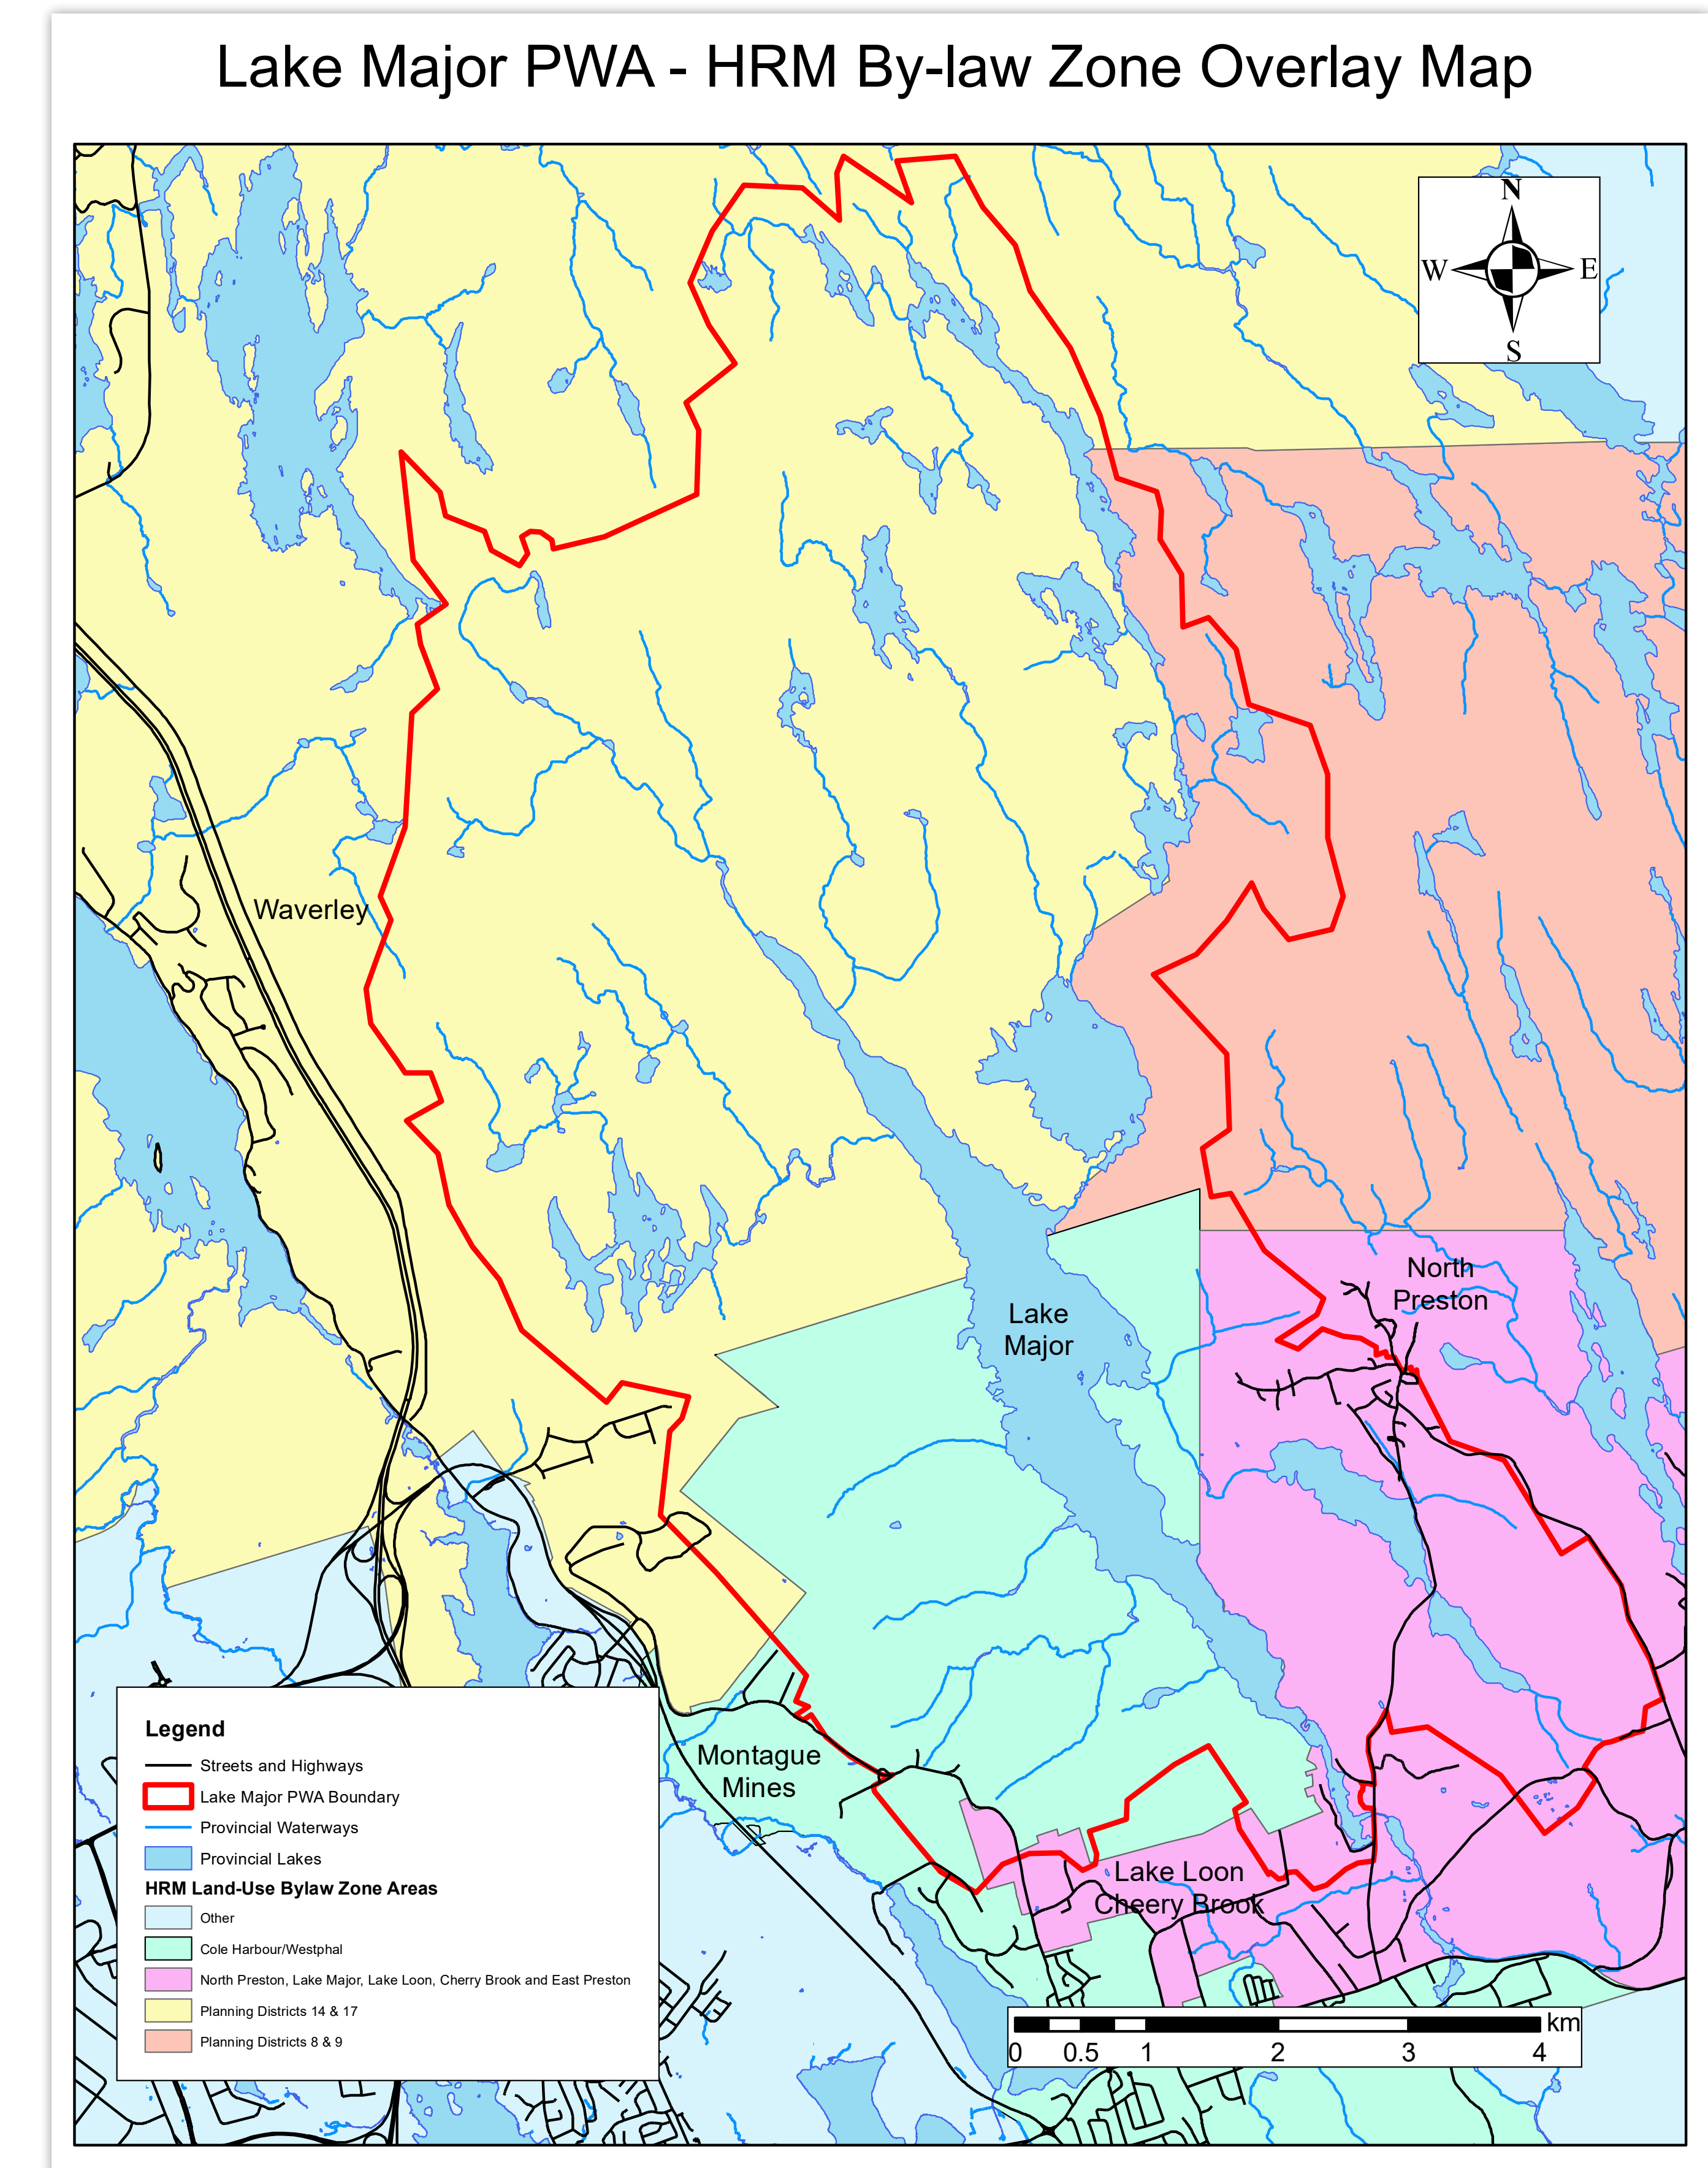 Lake Major PWA - HRM By-law Zone Overlay Map
N
W E
S
Waverley
North
Preston
Lake
Major
Montague
Mines
Lake Loon
Cheery Brook
Legend
Streets and Highways
Lake Major PWA Boundary
Provincial Waterways
Provincial Lakes
HRM Land-Use Bylaw Zone Areas
Other
Cole Harbour/Westphal
North Preston, Lake Major, Lake Loon, Cherry Brook and East Preston
Planning Districts 14 & 17
Planning Districts 8 & 9
km
0 0.5 1 2 3 4